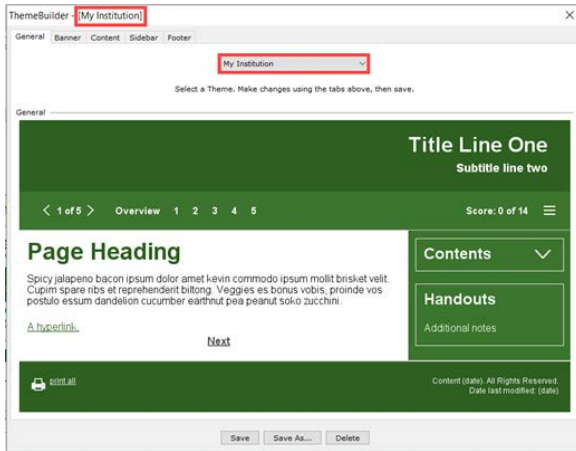 ThemeBuilder - [My Institution]
General Banner Content Sidebar Footer
My Institution
Select a Theme. Make changes using the tabs above, then save.
General
Title Line One
Subtitle line two
1 of 5 Overview 1 2 3 4 5 Score: 0 of 14
Page Heading
Spicy jalapeno bacon ipsum dolor amet kevin commodo ipsum mollit brisket velit.
Cupim spare ribs et reprehenderit biltong. Veggies es bonus vobis, proinde vos
postulo essum dandelion cucumber earthnut pea peanut soko zucchini.
A hyperlink.
Next
Contents
Handouts
Additional notes
print all
Content (date). All Rights Reserved.
Date last modified: (date)
Save Save As... Delete